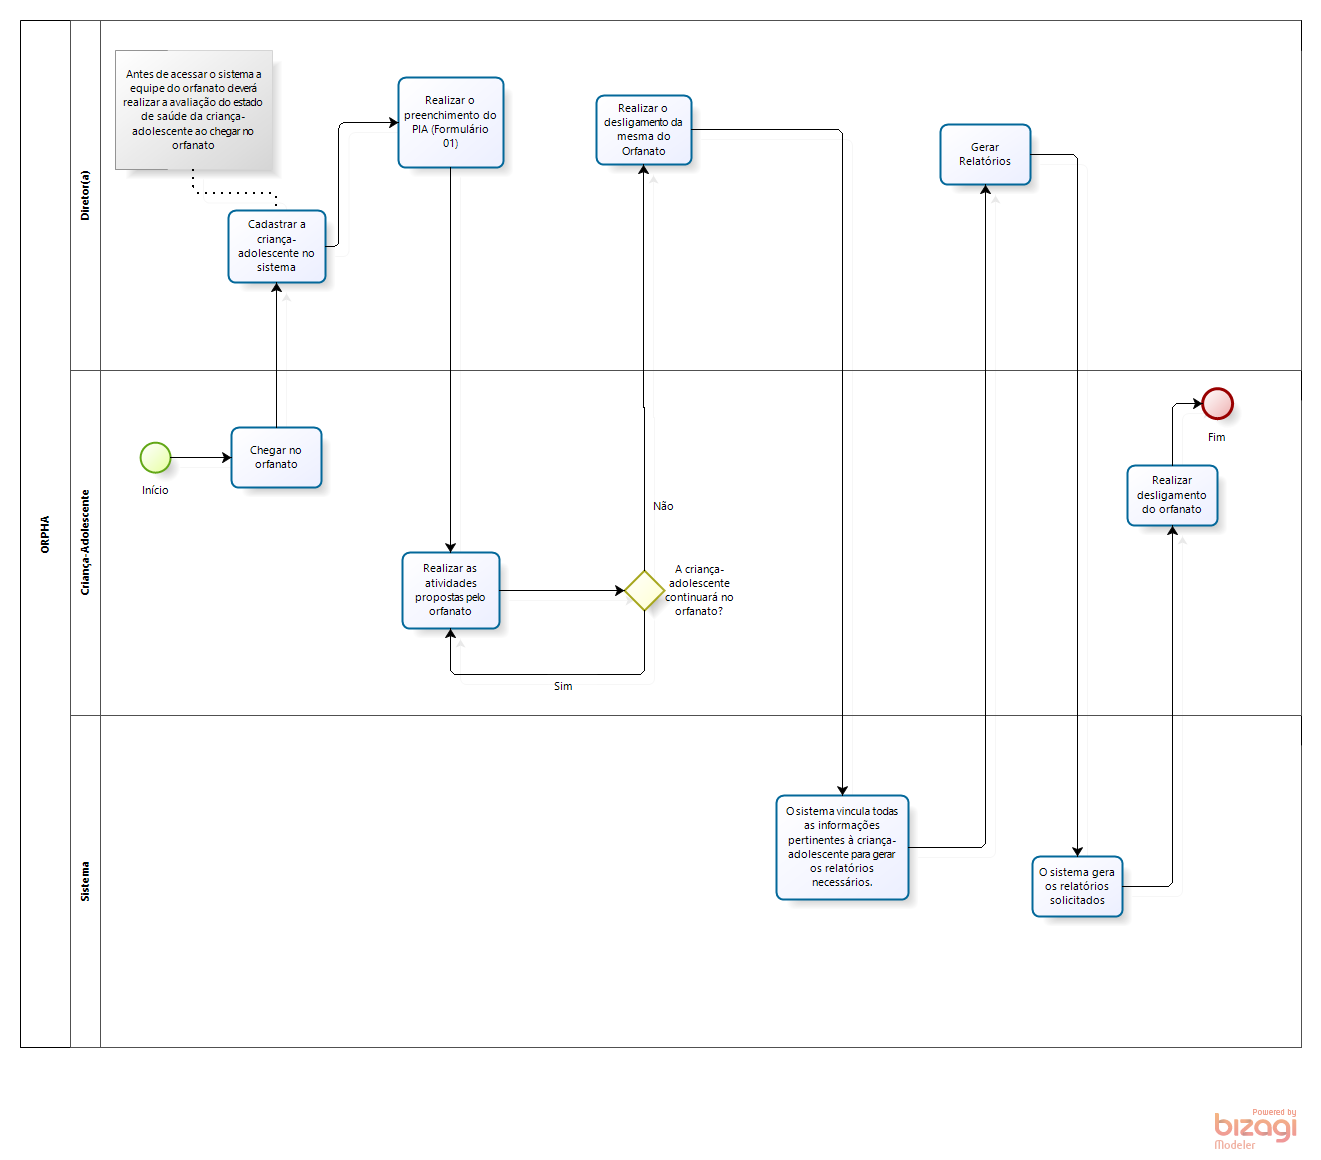 ORPHA
Diretor(a)
Antes de acessar o sistema a
equipe do orfanato deverá
realizar a avaliação do estado
de saúde da criança-
adolescente ao chegar no
orfanato
Cadastrar a
criança-
adolescente no
sistema
Realizar o
preenchimento do
PIA (Formulário
01)
Realizar o
desligamento da
mesma do
Orfanato
Gerar
Relatórios
Criança-Adolescente
Início
Chegar no
orfanato
Realizar as
atividades
propostas pelo
orfanato
Não
A criança-
adolescente
continuará no
orfanato?
Sim
Realizar
desligamento
do orfanato
Fim
Sistema
O sistema vincula todas
as informações
pertinentes à criança-
adolescente para gerar
os relatórios
necessários.
O sistema gera
os relatórios
solicitados
Powered by
bizagi
Modeler